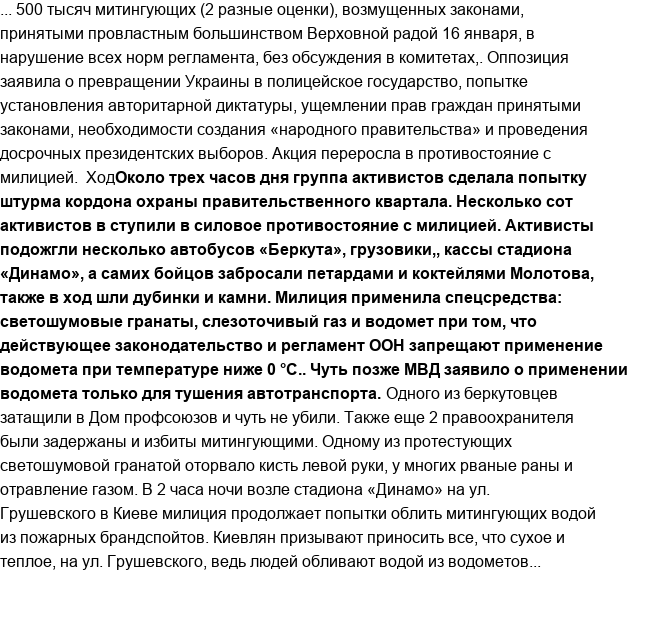 ... 500 тысяч митингующих (2 разные оценки), возмущенных законами,
принятыми провластным большинством Верховной радой 16 января, в
нарушение всех норм регламента, без обсуждения в комитетах,. Оппозиция
заявила о превращении Украины в полицейское государство, попытке
установления авторитарной диктатуры, ущемлении прав граждан принятыми
законами, необходимости создания «народного правительства» и проведения
досрочных президентских выборов. Акция переросла в противостояние с
милицией.  ХодОколо трех часов дня группа активистов сделала попытку
штурма кордона охраны правительственного квартала. Несколько сот
активистов в ступили в силовое противостояние с милицией. Активисты
подожгли несколько автобусов «Беркута», грузовики,, кассы стадиона
«Динамо», а самих бойцов забросали петардами и коктейлями Молотова,
также в ход шли дубинки и камни. Милиция применила спецсредства:
светошумовые гранаты, слезоточивый газ и водомет при том, что
действующее законодательство и регламент ООН запрещают применение
водомета при температуре ниже 0 °C.. Чуть позже МВД заявило о применении
водомета только для тушения автотранспорта. Одного из беркутовцев
затащили в Дом профсоюзов и чуть не убили. Также еще 2 правоохранителя
были задержаны и избиты митингующими. Одному из протестующих
светошумовой гранатой оторвало кисть левой руки, у многих рваные раны и
отравление газом. В 2 часа ночи возле стадиона «Динамо» на ул.
Грушевского в Киеве милиция продолжает попытки облить митингующих водой
из пожарных брандспойтов. Киевлян призывают приносить все, что сухое и
теплое, на ул. Грушевского, ведь людей обливают водой из водометов...